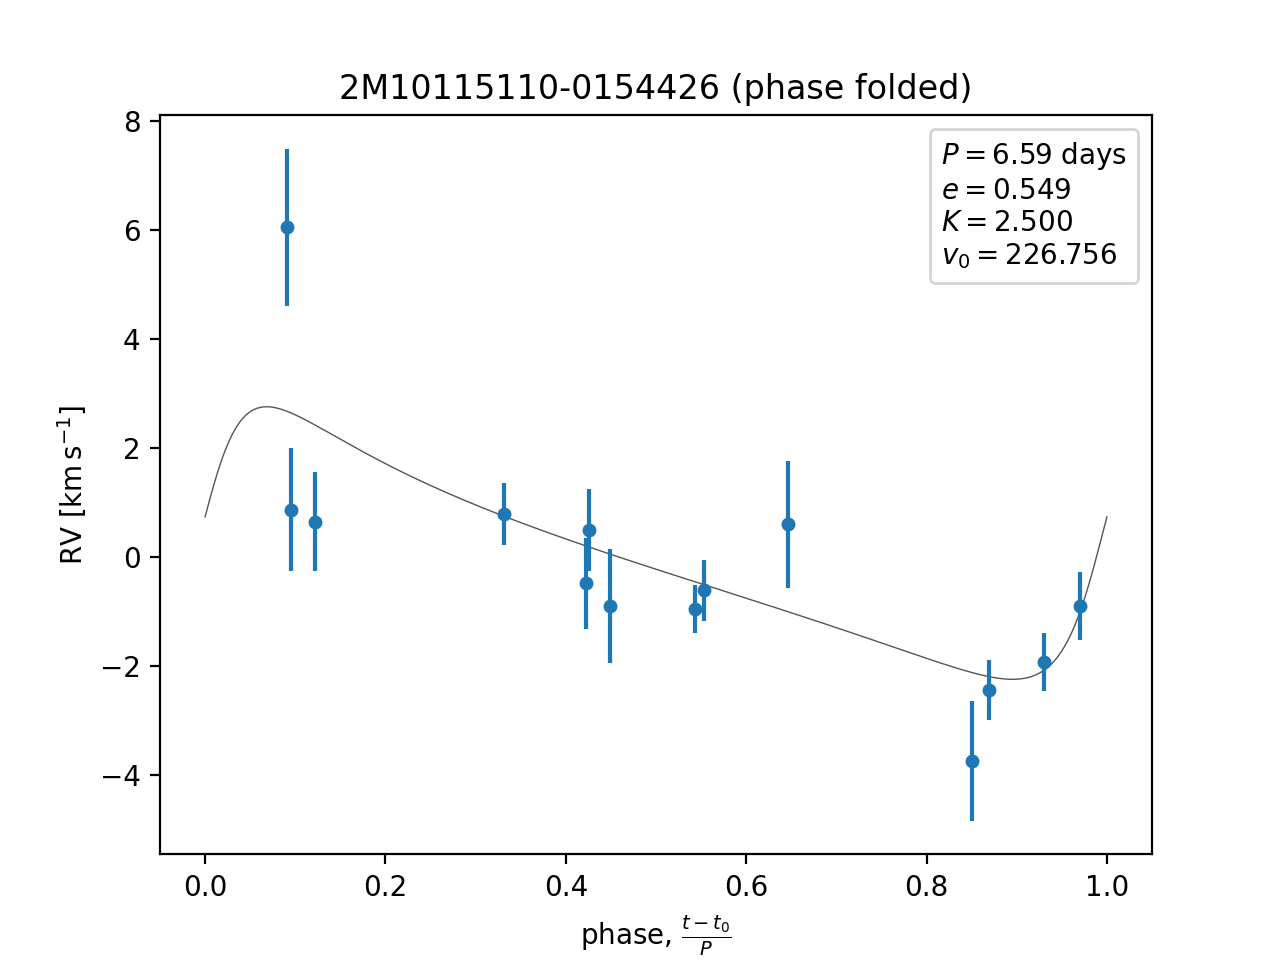 2M10115110-0154426 (phase folded)
P = 6.59 days
e = 0.549
K = 2.500
v₀ = 226.756
RV [km s⁻¹]
8
6
4
2
0
−2
−4
0.0 0.2 0.4 0.6 0.8 1.0
phase, (t − t₀)/P